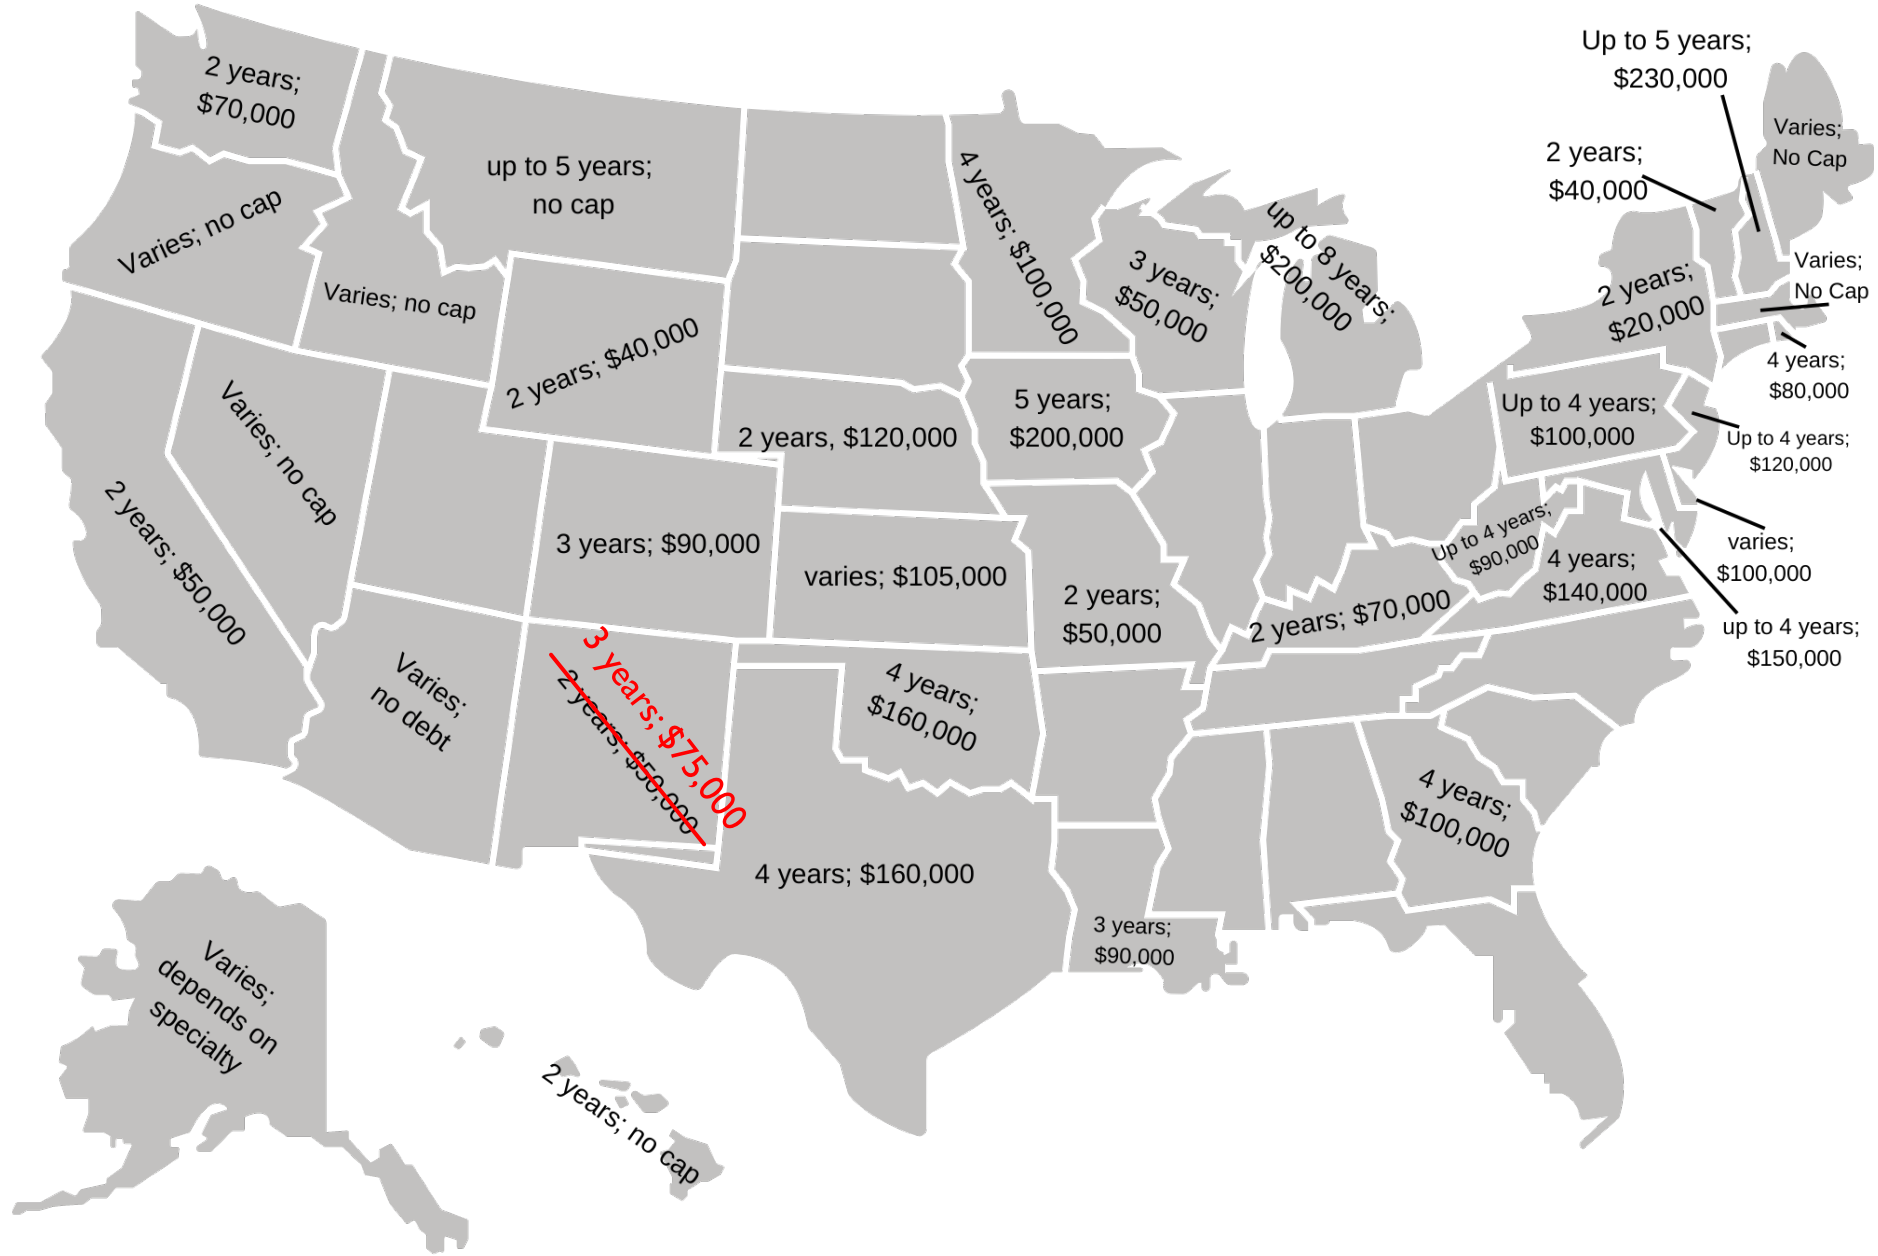 Up to 5 years;
$230,000
2 years;
$70,000
Varies;
No Cap
2 years;
$40,000
up to 5 years;
no cap
4 years; $100,000
Varies; no cap
up to 8 years;
$200,000
3 years;
$50,000
Varies;
No Cap
2 years;
$20,000
Varies; no cap
2 years; $40,000
4 years;
$80,000
5 years;
$200,000
Up to 4 years;
$100,000
2 years, $120,000
Up to 4 years;
$120,000
Varies; no cap
2 years; $50,000
3 years; $90,000
varies; $105,000
Up to 4 years;
$90,000
4 years;
$140,000
varies;
$100,000
2 years;
$50,000
2 years; $70,000
up to 4 years;
$150,000
Varies;
no debt
3 years; $75,000
2 years; $50,000
4 years;
$160,000
4 years;
$100,000
4 years; $160,000
3 years;
$90,000
Varies;
depends on
specialty
2 years; no cap